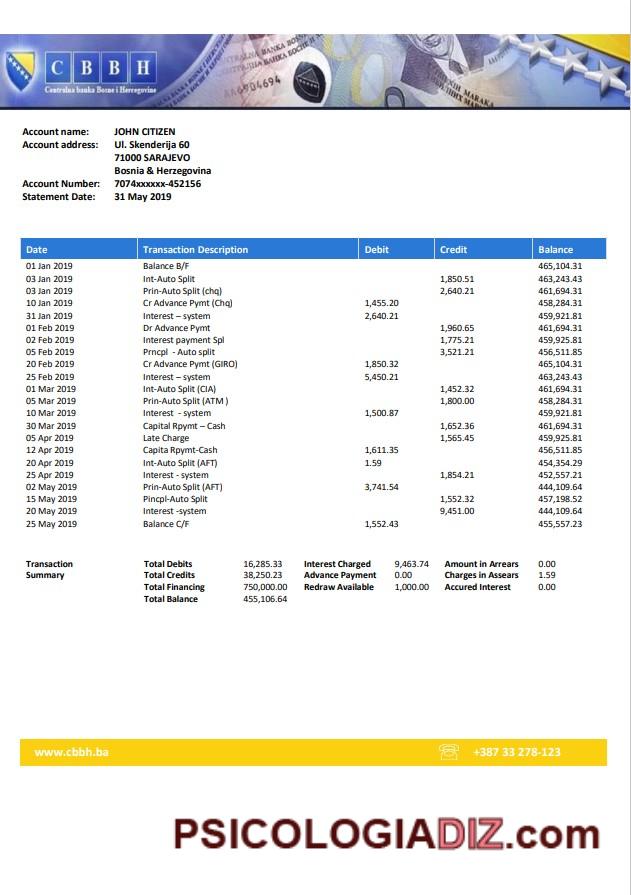 CBBH
Centralna banka Bosne i Hercegovine
Account name: JOHN CITIZEN
Account address: Ul. Skenderija 60
71000 SARAJEVO
Bosnia & Herzegovina
Account Number: 7074xxxxxx-452156
Statement Date: 31 May 2019
Date Transaction Description Debit Credit Balance
01 Jan 2019 Balance B/F 465,104.31
03 Jan 2019 Int-Auto Split 1,850.51 463,243.43
03 Jan 2019 Prin-Auto Split (chq) 2,640.21 461,694.31
10 Jan 2019 Cr Advance Pymt (Chq) 1,455.20 458,284.31
31 Jan 2019 Interest – system 2,640.21 459,921.81
01 Feb 2019 Dr Advance Pymt 1,960.65 461,694.31
02 Feb 2019 Interest payment Spl 1,775.21 459,925.81
05 Feb 2019 Prncpl - Auto split 3,521.21 456,511.85
20 Feb 2019 Cr Advance Pymt (GIRO) 1,850.32 465,104.31
25 Feb 2019 Interest – system 5,450.21 463,243.43
01 Mar 2019 Int-Auto Split (CIA) 1,452.32 461,694.31
05 Mar 2019 Prin-Auto Split (ATM ) 1,800.00 458,284.31
10 Mar 2019 Interest - system 1,500.87 459,921.81
30 Mar 2019 Capital Rpymt – Cash 1,652.36 461,694.31
05 Apr 2019 Late Charge 1,565.45 459,925.81
12 Apr 2019 Capita Rpymt-Cash 1,611.35 456,511.85
20 Apr 2019 Int-Auto Split (AFT) 1.59 454,354.29
25 Apr 2019 Interest - system 1,854.21 452,557.21
02 May 2019 Prin-Auto Split (AFT) 3,741.54 444,109.64
15 May 2019 Pincpl-Auto Split 1,552.32 457,198.52
20 May 2019 Interest -system 9,451.00 444,109.64
25 May 2019 Balance C/F 1,552.43 455,557.23
Transaction Total Debits 16,285.33 Interest Charged 9,463.74 Amount in Arrears 0.00
Summary Total Credits 38,250.23 Advance Payment 0.00 Charges in Assears 1.59
Total Financing 750,000.00 Redraw Available 1,000.00 Accured Interest 0.00
Total Balance 455,106.64
www.cbbh.ba +387 33 278-123
PSICOLOGIADIZ.com